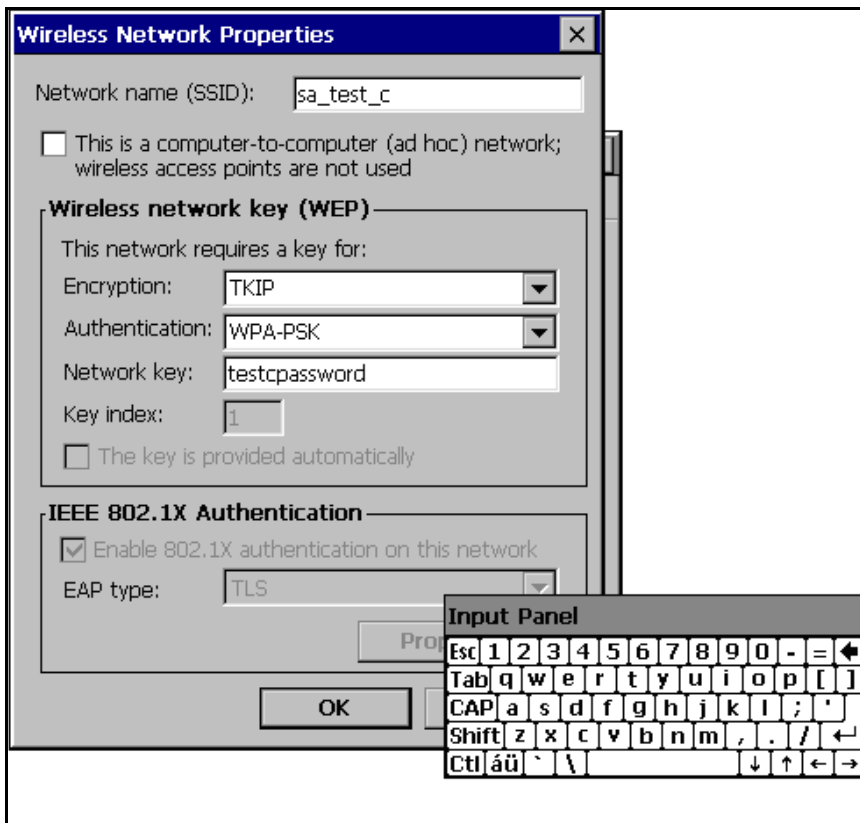 Wireless Network Properties
Network name (SSID): sa_test_c
This is a computer-to-computer (ad hoc) network;
wireless access points are not used
Wireless network key (WEP)
This network requires a key for:
Encryption: TKIP
Authentication: WPA-PSK
Network key: testcpassword
Key index: 1
The key is provided automatically
IEEE 802.1X Authentication
Enable 802.1X authentication on this network
EAP type: TLS
Prop
OK
Input Panel
Esc 1 2 3 4 5 6 7 8 9 0 - =
Tab q w e r t y u i o p [ ]
CAP a s d f g h j k l ; '
Shift z x c v b n m , . /
Ctl áü ` \ ↓ ↑ ← →